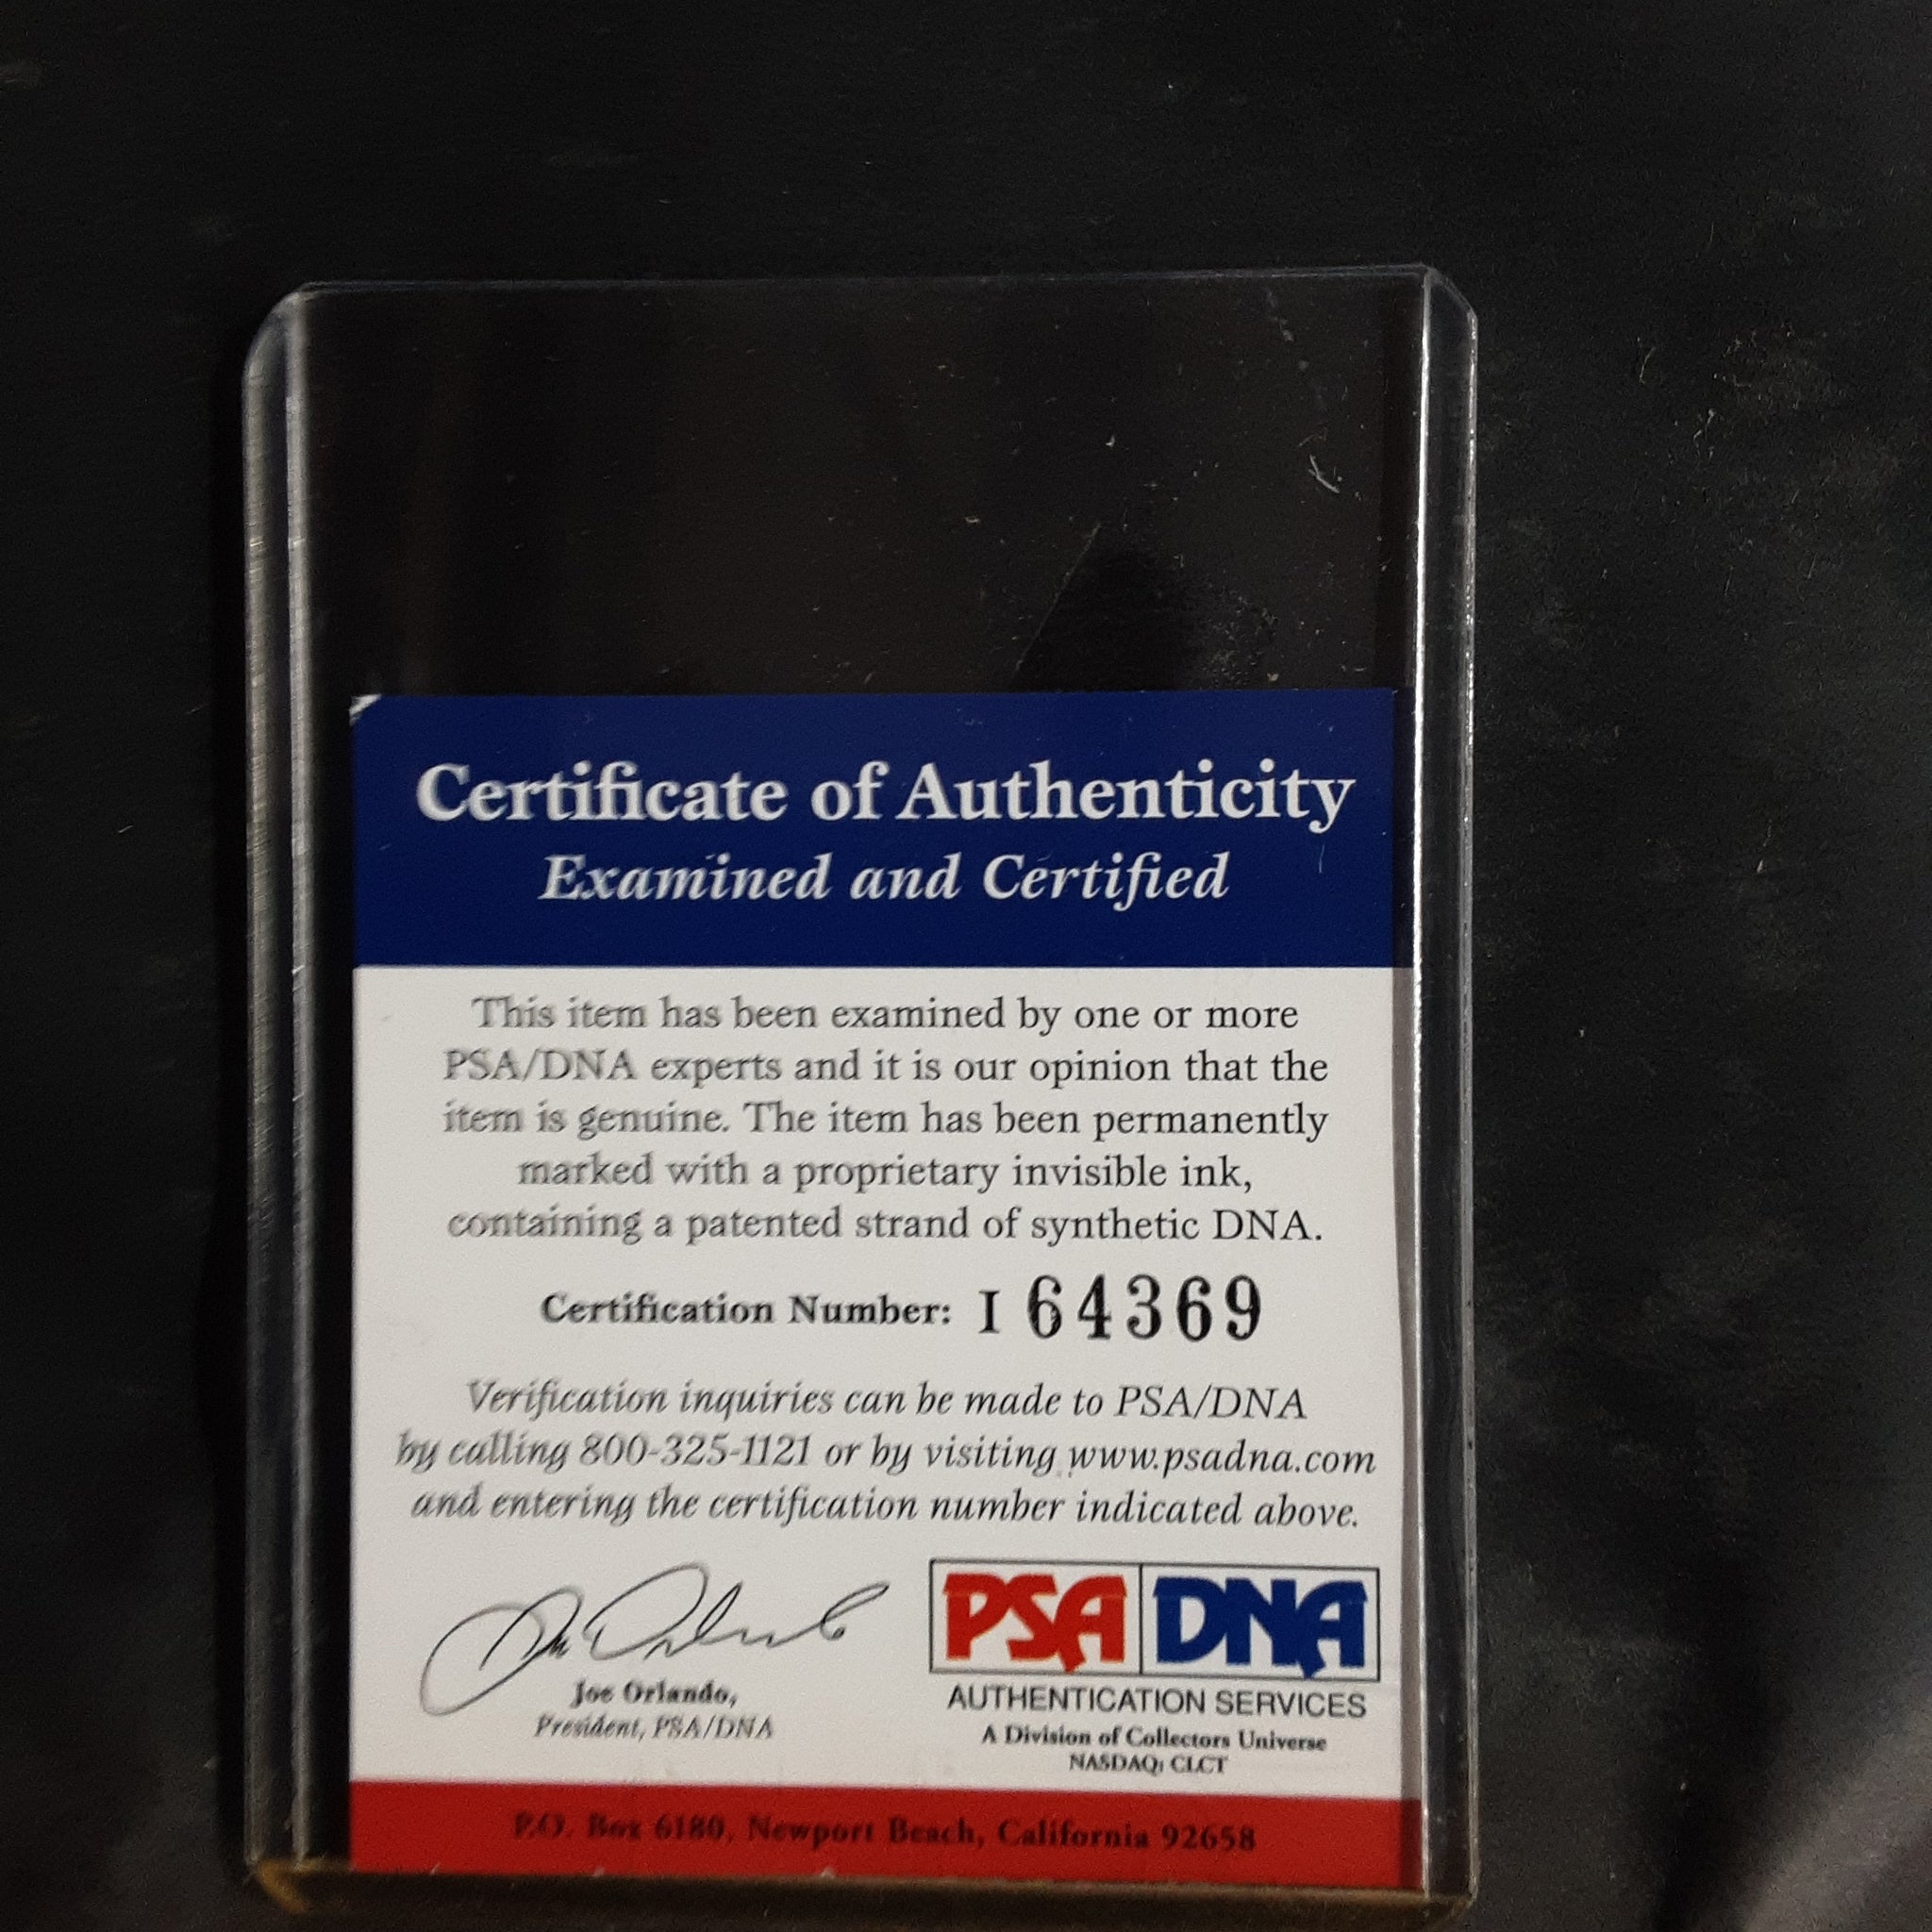 Certificate of Authenticity
Examined and Certified
This item has been examined by one or more
PSA/DNA experts and it is our opinion that the
item is genuine. The item has been permanently
marked with a proprietary invisible ink,
containing a patented strand of synthetic DNA.
Certification Number: I 64369
Verification inquiries can be made to PSA/DNA
by calling 800-325-1121 or by visiting www.psadna.com
and entering the certification number indicated above.
Joe Orlando,
President, PSA/DNA
PSA DNA
AUTHENTICATION SERVICES
A Division of Collectors Universe
NASDAQ: CLCT
P.O. Box 6180, Newport Beach, California 92658